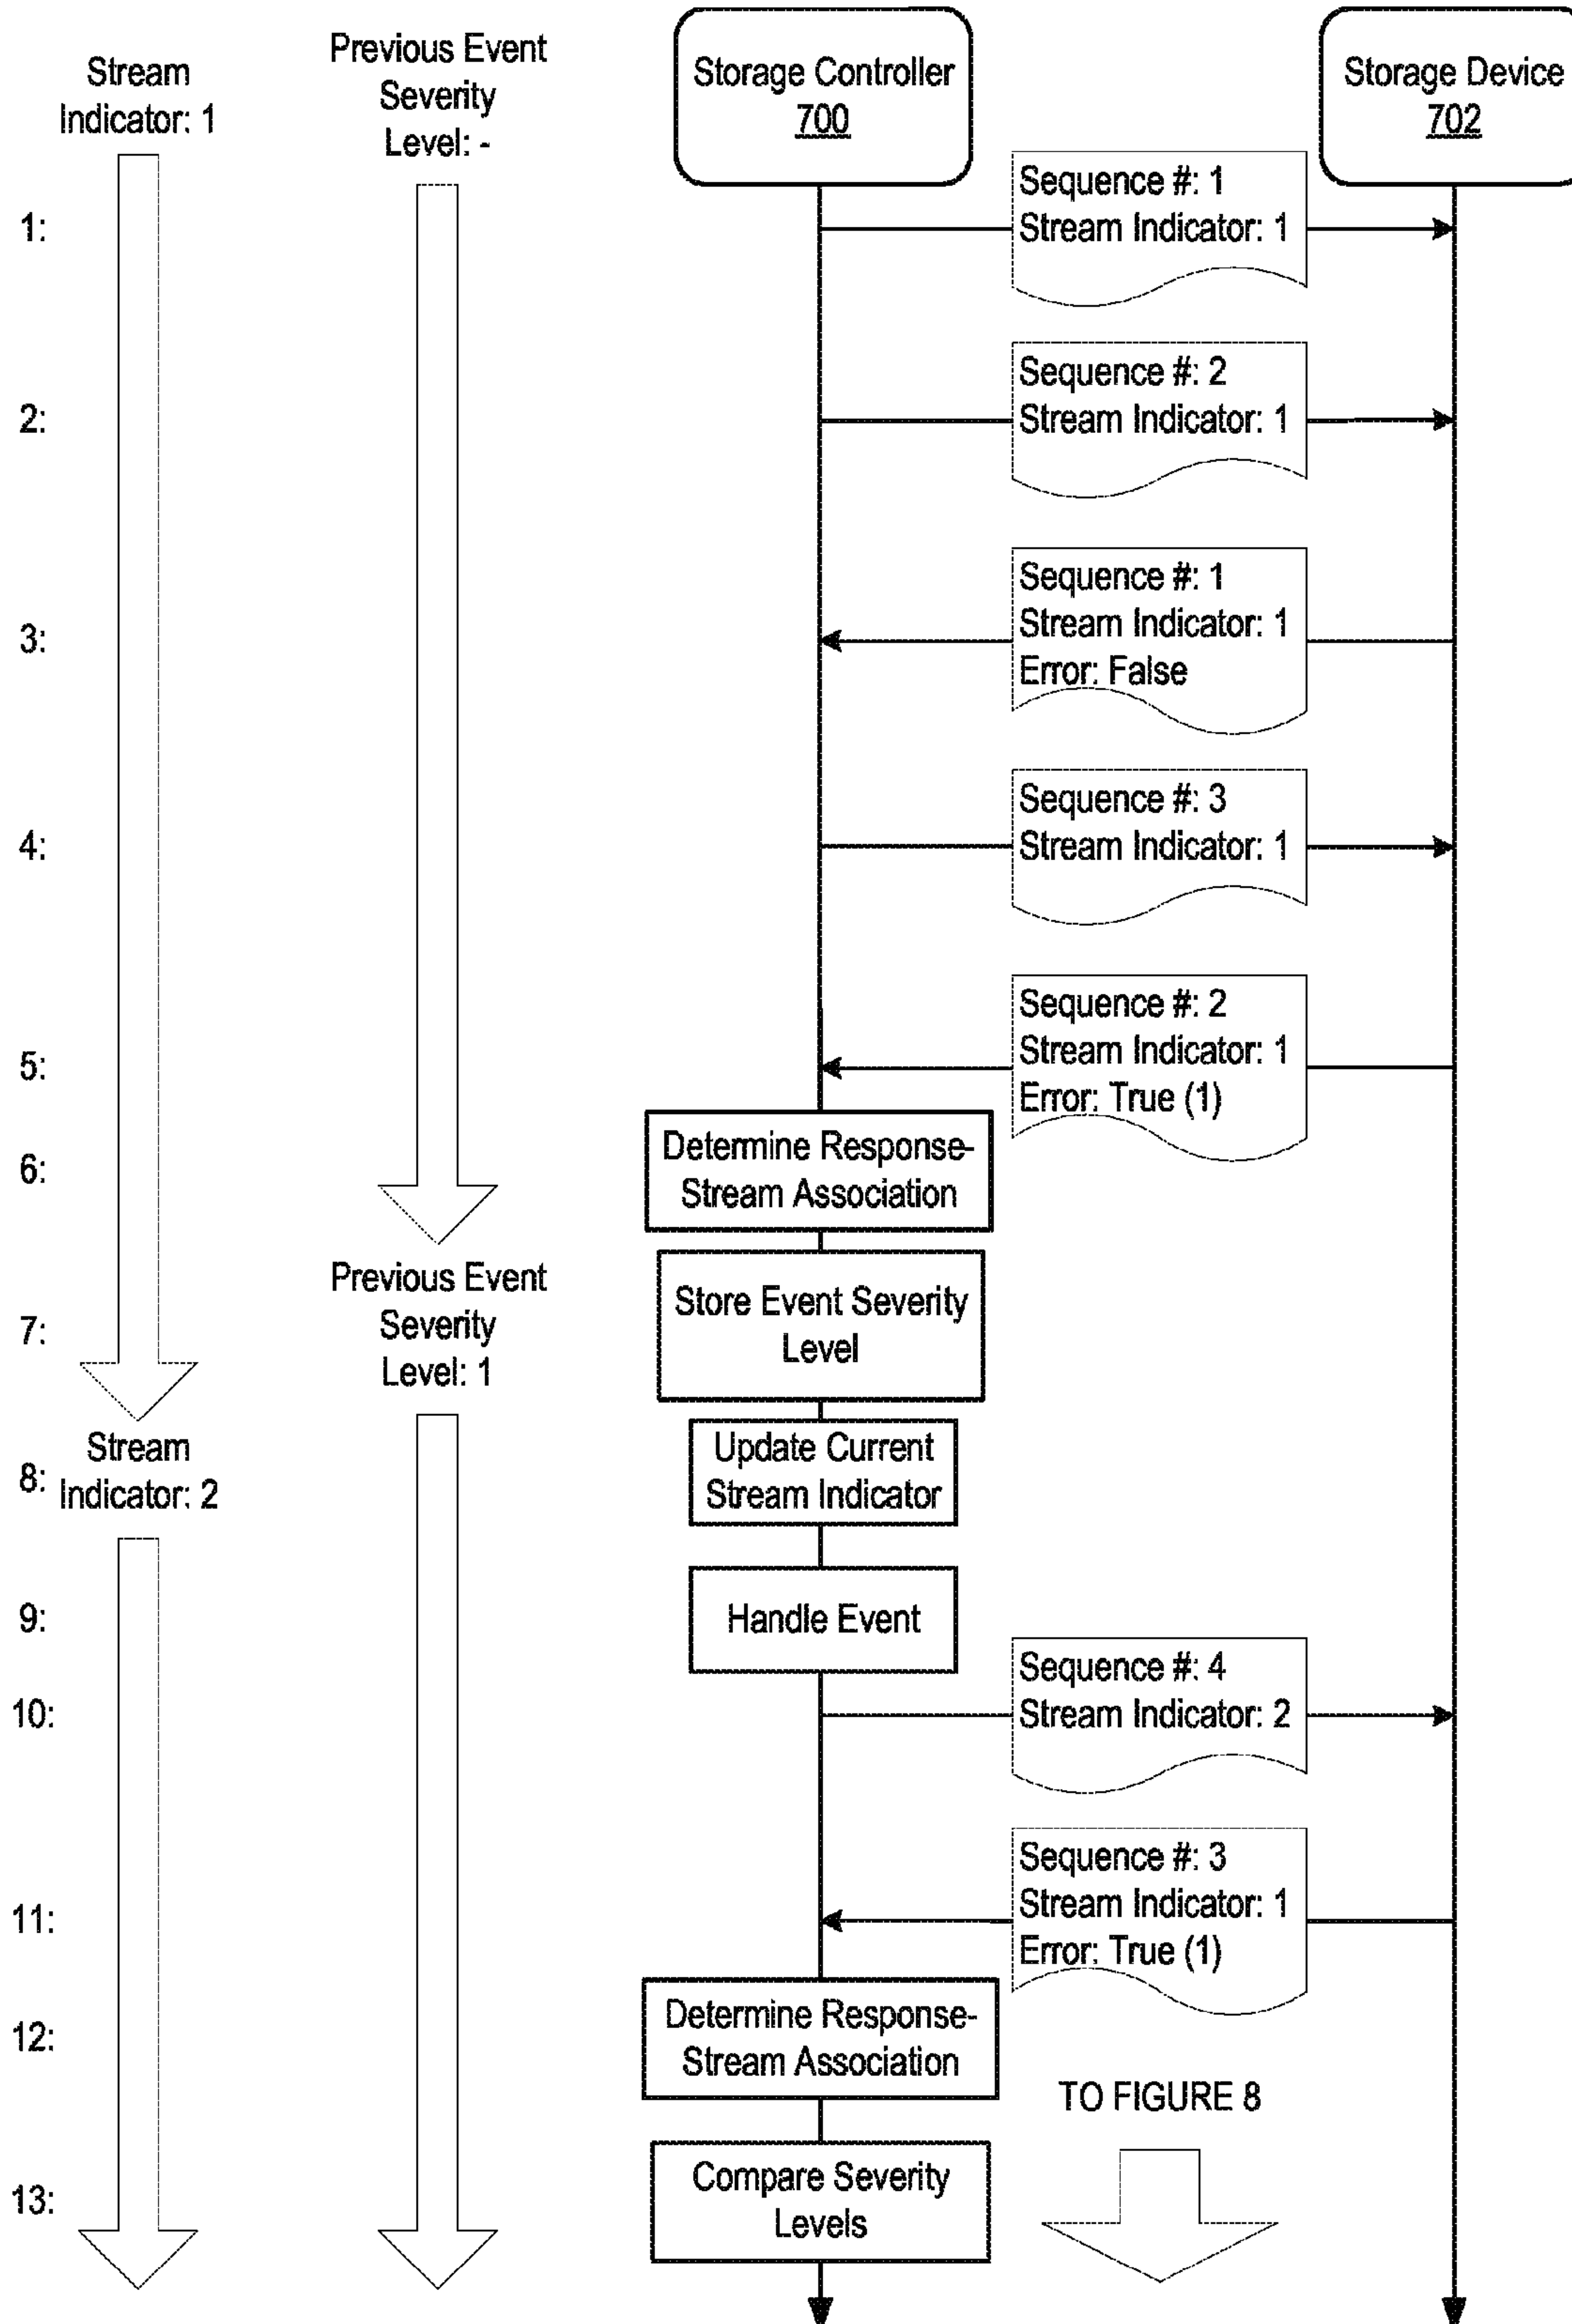 Stream
Indicator: 1
Previous Event
Severity
Level: -
Storage Controller
700
Storage Device
702
1:
Sequence #: 1
Stream Indicator: 1
2:
Sequence #: 2
Stream Indicator: 1
3:
Sequence #: 1
Stream Indicator: 1
Error: False
4:
Sequence #: 3
Stream Indicator: 1
5:
Sequence #: 2
Stream Indicator: 1
Error: True (1)
6:
Determine Response-
Stream Association
Previous Event
Severity
Level: 1
7:
Store Event Severity
Level
Stream
Indicator: 2
8:
Update Current
Stream Indicator
9:
Handle Event
10:
Sequence #: 4
Stream Indicator: 2
11:
Sequence #: 3
Stream Indicator: 1
Error: True (1)
12:
Determine Response-
Stream Association
TO FIGURE 8
13:
Compare Severity
Levels